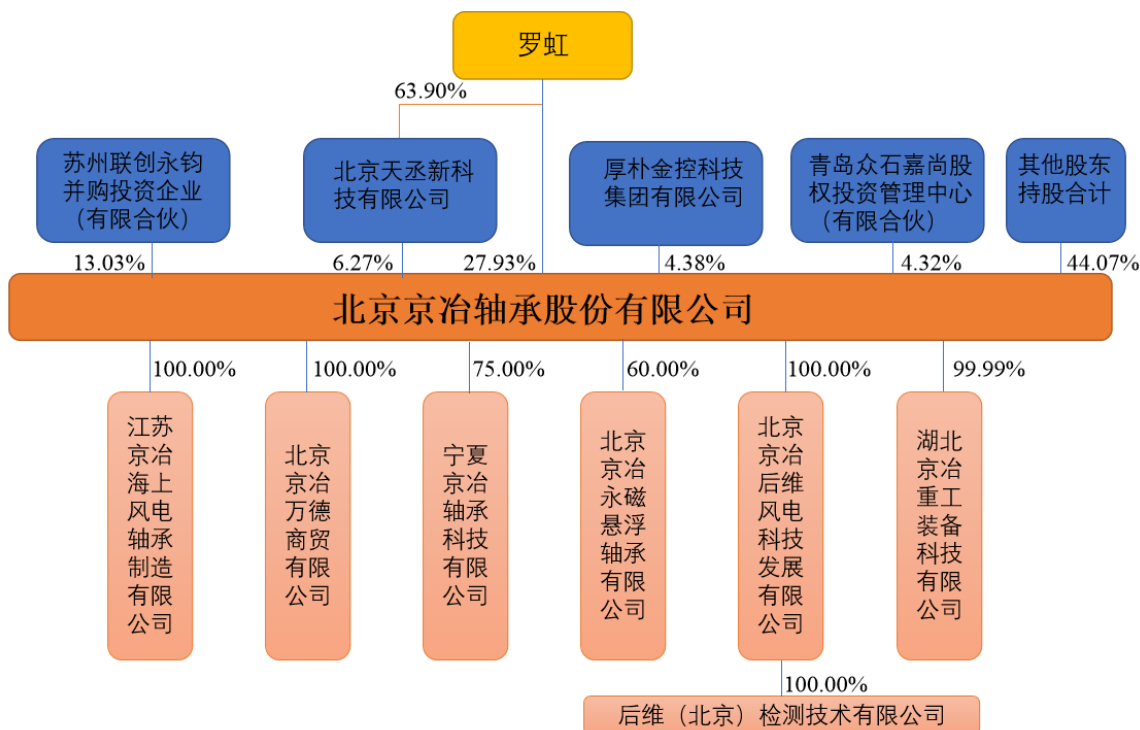 罗虹
63.90%
苏州联创永钧
并购投资企业
（有限合伙）
北京天丞新科
技有限公司
厚朴金控科技
集团有限公司
青岛众石嘉尚股
权投资管理中心
（有限合伙）
其他股东
持股合计
13.03%
6.27%
27.93%
4.38%
4.32%
44.07%
北京京冶轴承股份有限公司
100.00%
100.00%
75.00%
60.00%
100.00%
99.99%
江苏
京冶
海上
风电
轴承
制造
有限
公司
北京
京冶
万德
商贸
有限
公司
宁夏
京冶
轴承
科技
有限
公司
北京
京冶
永磁
悬浮
轴承
有限
公司
北京
京冶
后维
风电
科技
发展
有限
公司
湖北
京冶
重工
装备
科技
有限
公司
100.00%
后维（北京）检测技术有限公司